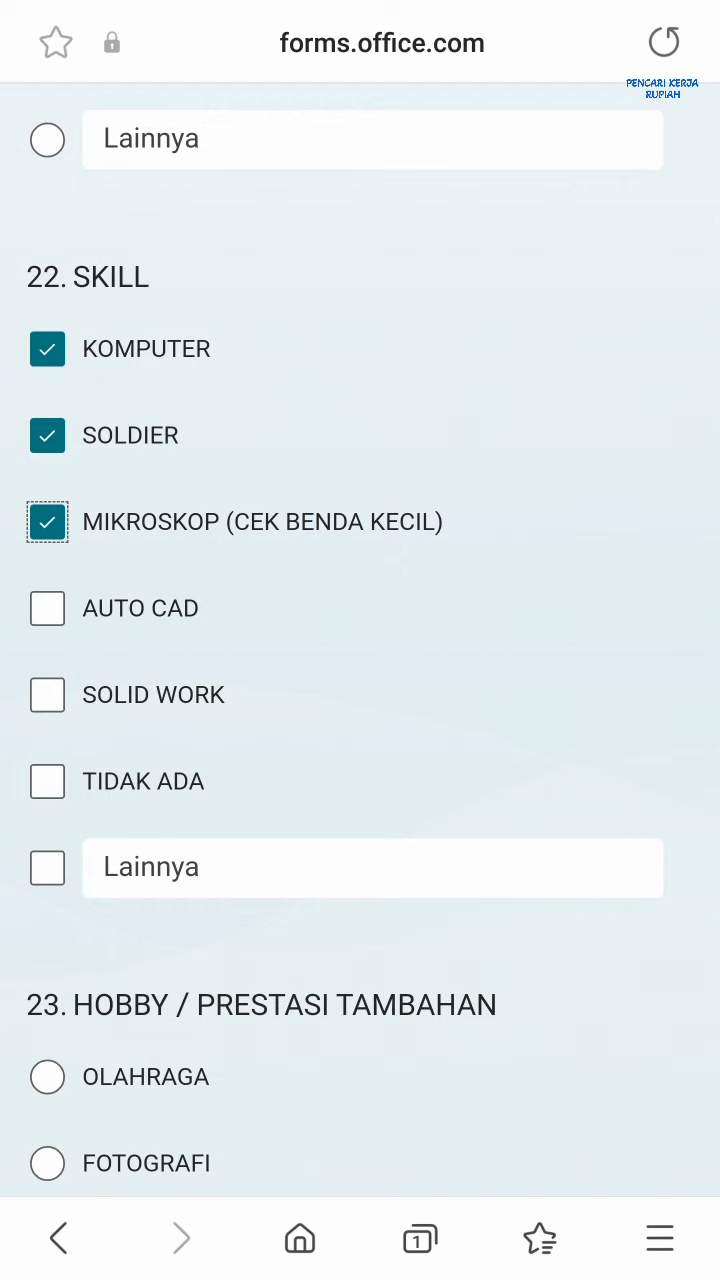 forms.office.com
PENCARI KERJA
RUPIAH
Lainnya
22. SKILL
KOMPUTER
SOLDIER
MIKROSKOP (CEK BENDA KECIL)
AUTO CAD
SOLID WORK
TIDAK ADA
Lainnya
23. HOBBY / PRESTASI TAMBAHAN
OLAHRAGA
FOTOGRAFI
1